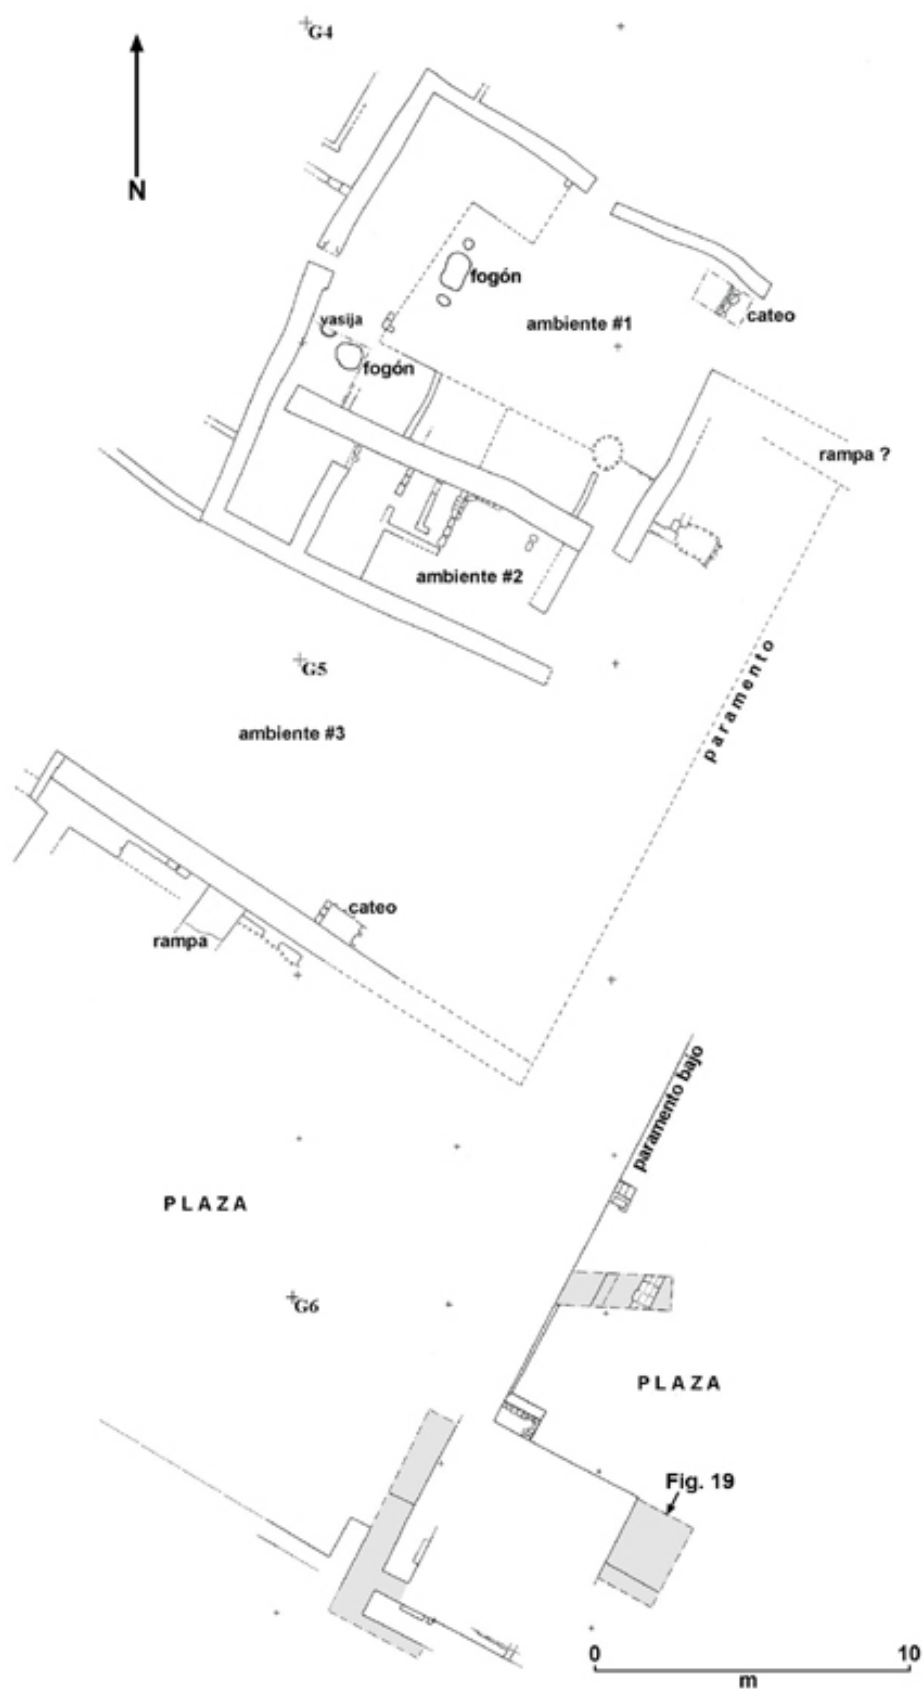 G4
N
fogón
cateo
ambiente #1
vasija
fogón
rampa ?
ambiente #2
paramento
G5
ambiente #3
cateo
rampa
paramento bajo
PLAZA
G6
PLAZA
Fig. 19
0 10
m